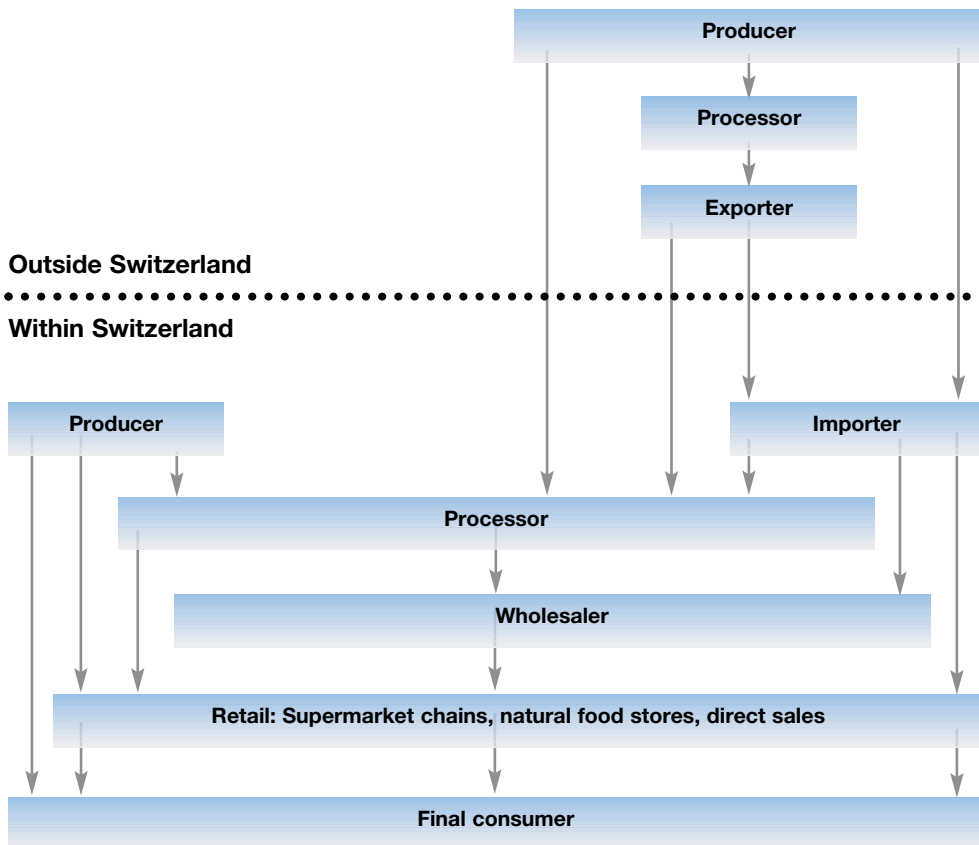 Producer
Processor
Exporter
Outside Switzerland
Within Switzerland
Producer
Importer
Processor
Wholesaler
Retail: Supermarket chains, natural food stores, direct sales
Final consumer